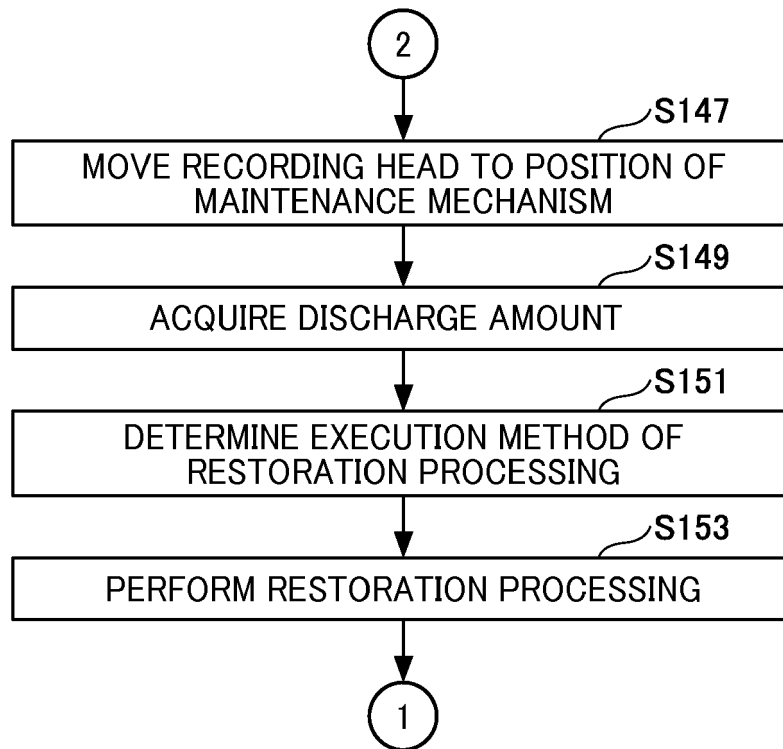 2
S147
MOVE RECORDING HEAD TO POSITION OF
MAINTENANCE MECHANISM
S149
ACQUIRE DISCHARGE AMOUNT
S151
DETERMINE EXECUTION METHOD OF
RESTORATION PROCESSING
S153
PERFORM RESTORATION PROCESSING
1